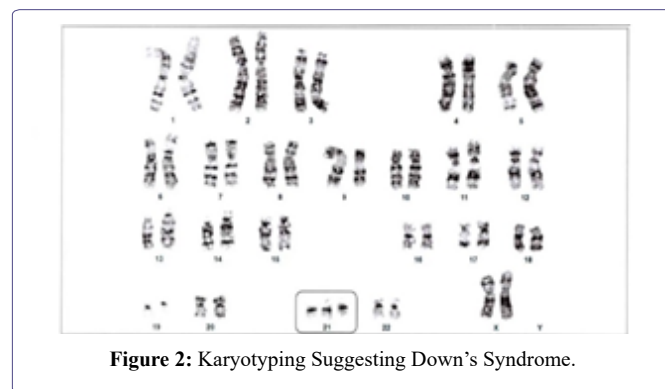 1 2 3 4 5
6 7 8 9 10 11 12
13 14 15 16 17 18
19 20 21 22 X Y
Figure 2: Karyotyping Suggesting Down's Syndrome.